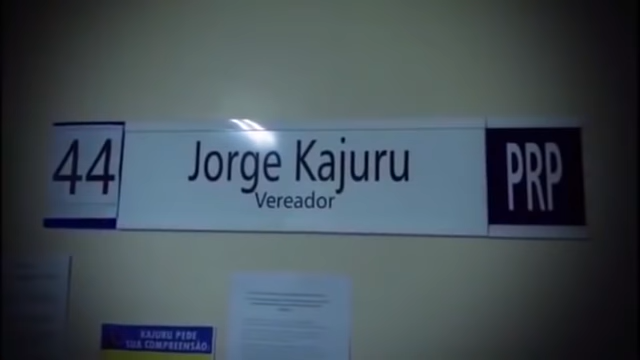 44
Jorge Kajuru
Vereador
PRP
KAJURU PEDE
SUA COMPREENSÃO